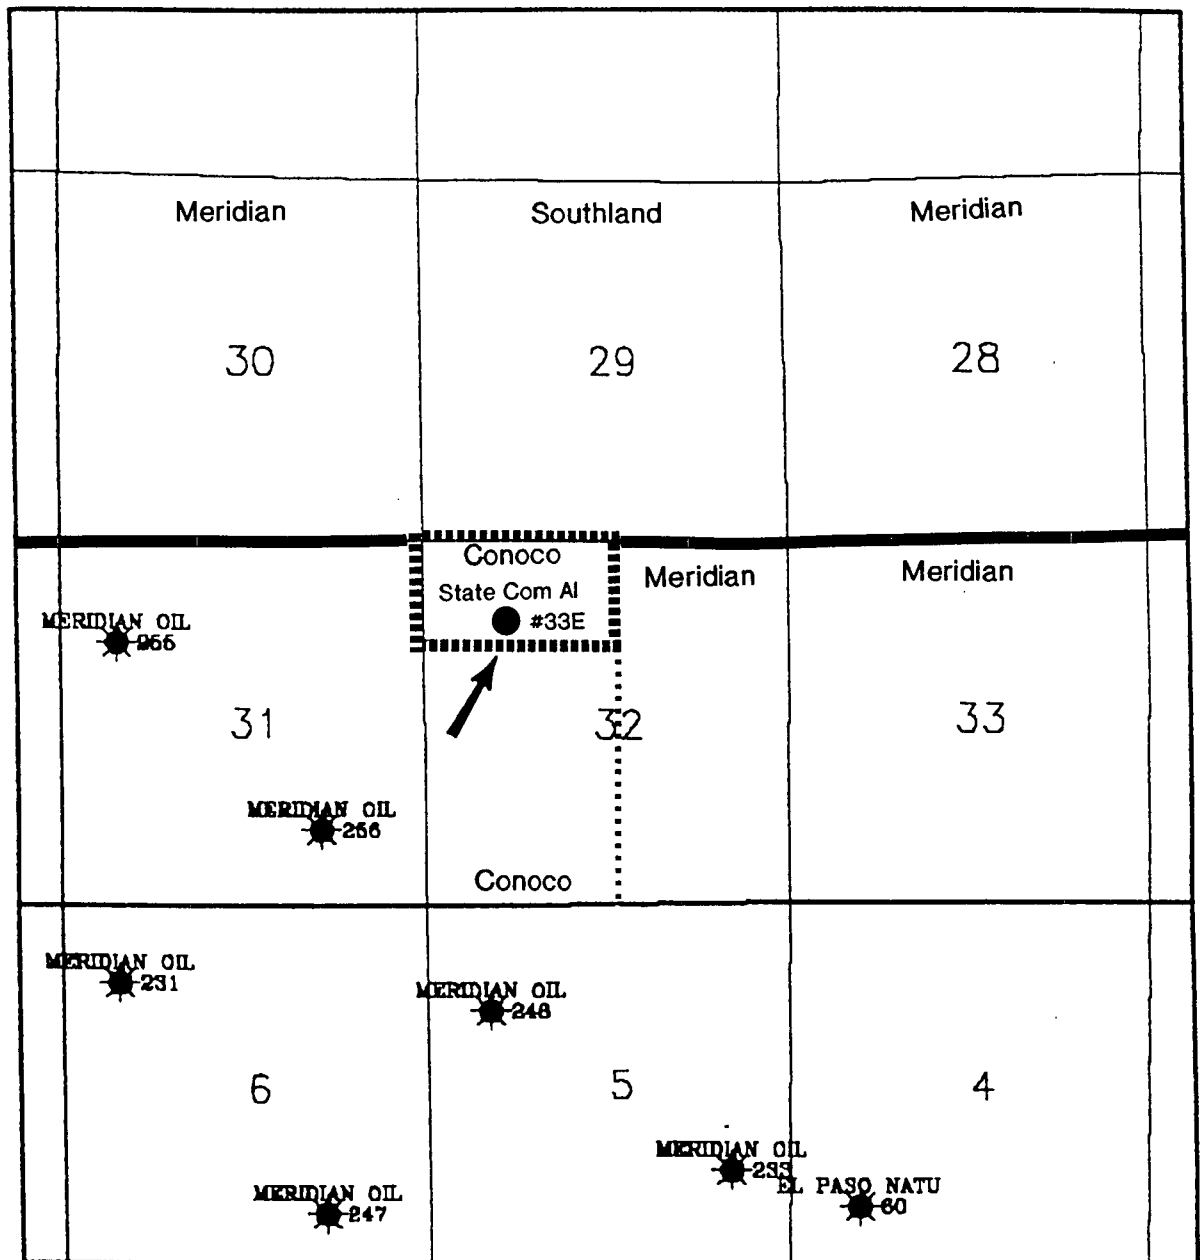 Meridian
Southland
Meridian
30
29
28
Conoco
State Com AI
#33E
Meridian
Meridian
MERIDIAN OIL
31
32
33
MERIDIAN OIL
256
Conoco
MERIDIAN OIL
231
MERIDIAN OIL
248
6
5
4
MERIDIAN OIL
233
EL PASO NATU
60
MERIDIAN OIL
247